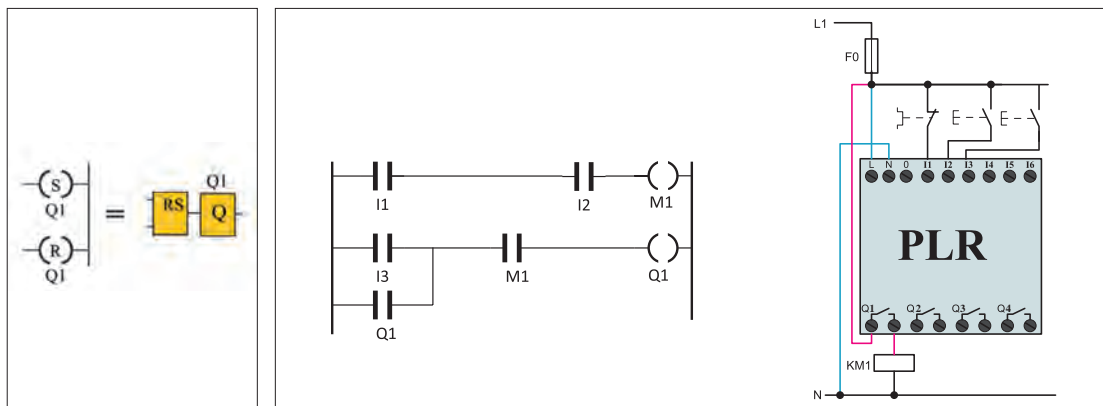 S
Q1
=
R
Q1
RS
Q1
Q
I1
I2
M1
I3
M1
Q1
Q1
L1
F0
L N 0 I1 I2 I3 I4 I5 I6
PLR
Q1 Q2 Q3 Q4
KM1
N